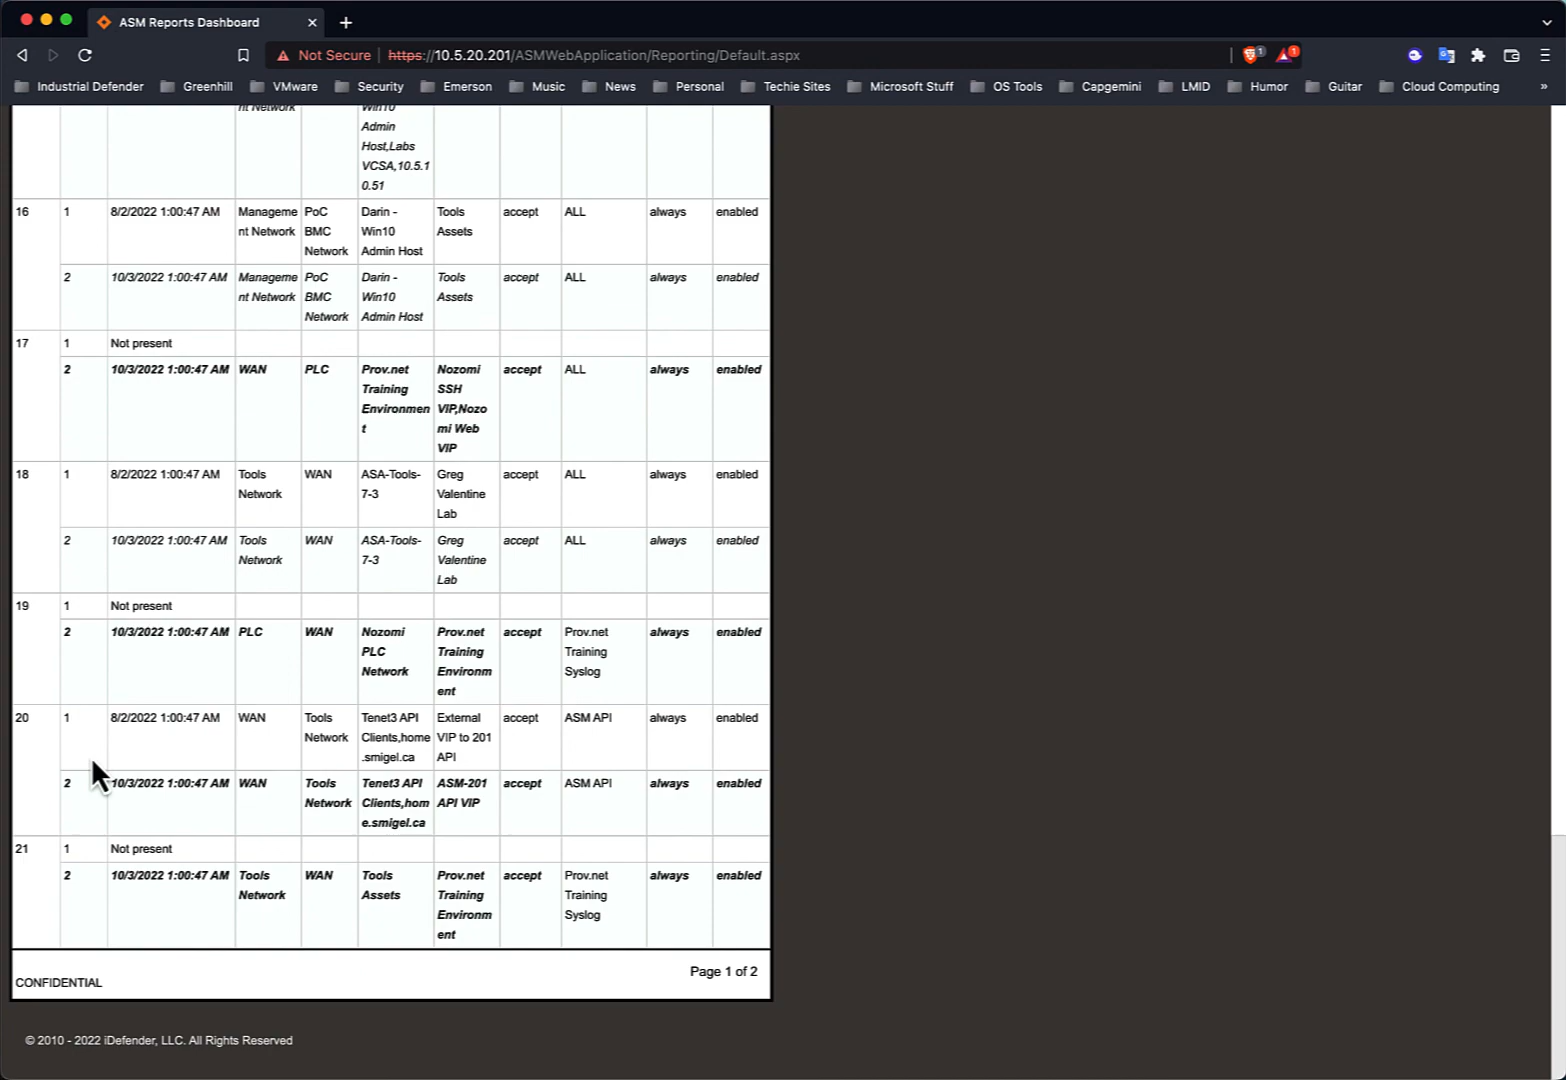 ASM Reports Dashboard
Not Secure https://10.5.20.201/ASMWebApplication/Reporting/Default.aspx 1 1
Industrial Defender Greenhill VMware Security Emerson Music News Personal Techie Sites Microsoft Stuff OS Tools Capgemini LMID Humor Guitar Cloud Computing »
nt Network Win10
Admin
Host,Labs
VCSA,10.5.1
0.51
16 1 8/2/2022 1:00:47 AM Manageme PoC Darin - Tools accept ALL always enabled
nt Network BMC Win10 Assets
Network Admin Host
2 10/3/2022 1:00:47 AM Manageme PoC Darin - Tools accept ALL always enabled
nt Network BMC Win10 Assets
Network Admin Host
17 1 Not present
2 10/3/2022 1:00:47 AM WAN PLC Prov.net Nozomi accept ALL always enabled
Training SSH
Environmen VIP,Nozo
t mi Web
VIP
18 1 8/2/2022 1:00:47 AM Tools WAN ASA-Tools- Greg accept ALL always enabled
Network 7-3 Valentine
Lab
2 10/3/2022 1:00:47 AM Tools WAN ASA-Tools- Greg accept ALL always enabled
Network 7-3 Valentine
Lab
19 1 Not present
2 10/3/2022 1:00:47 AM PLC WAN Nozomi Prov.net accept Prov.net always enabled
PLC Training Training
Network Environm Syslog
ent
20 1 8/2/2022 1:00:47 AM WAN Tools Tenet3 API External accept ASM API always enabled
Network Clients,home VIP to 201
.smigel.ca API
2 10/3/2022 1:00:47 AM WAN Tools Tenet3 API ASM-201 accept ASM API always enabled
Network Clients,hom API VIP
e.smigel.ca
21 1 Not present
2 10/3/2022 1:00:47 AM Tools WAN Tools Prov.net accept Prov.net always enabled
Network Assets Training Training
Environm Syslog
ent
Page 1 of 2
CONFIDENTIAL
© 2010 - 2022 iDefender, LLC. All Rights Reserved